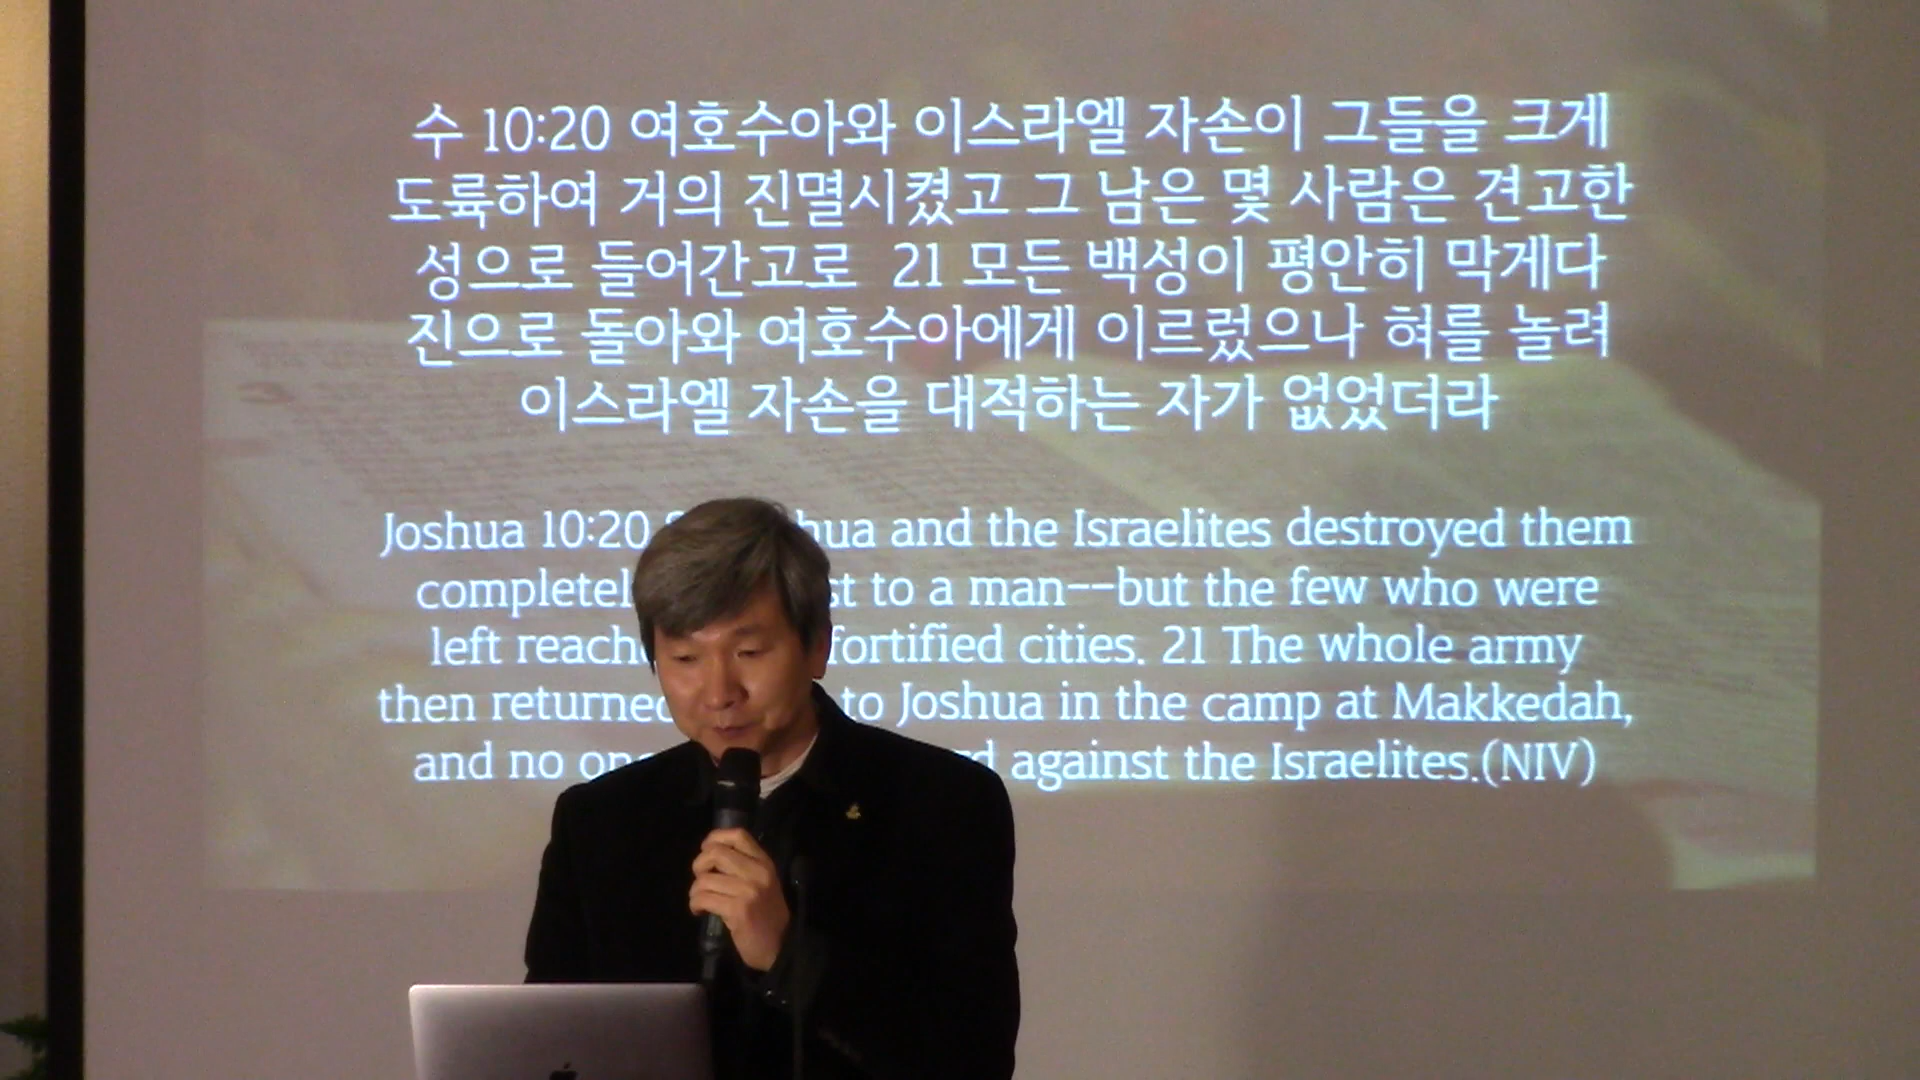 수 10:20 여호수아와 이스라엘 자손이 그들을 크게
도륙하여 거의 진멸시켰고 그 남은 몇 사람은 견고한
성으로 들어간고로 21 모든 백성이 평안히 막게다
진으로 돌아와 여호수아에게 이르렀으나 혀를 놀려
이스라엘 자손을 대적하는 자가 없었더라
Joshua 10:20 and the Israelites destroyed them
to a man--but the few who were
left fortified cities. 21 The whole army
then to Joshua in the camp at Makkedah,
and no against the Israelites.(NIV)